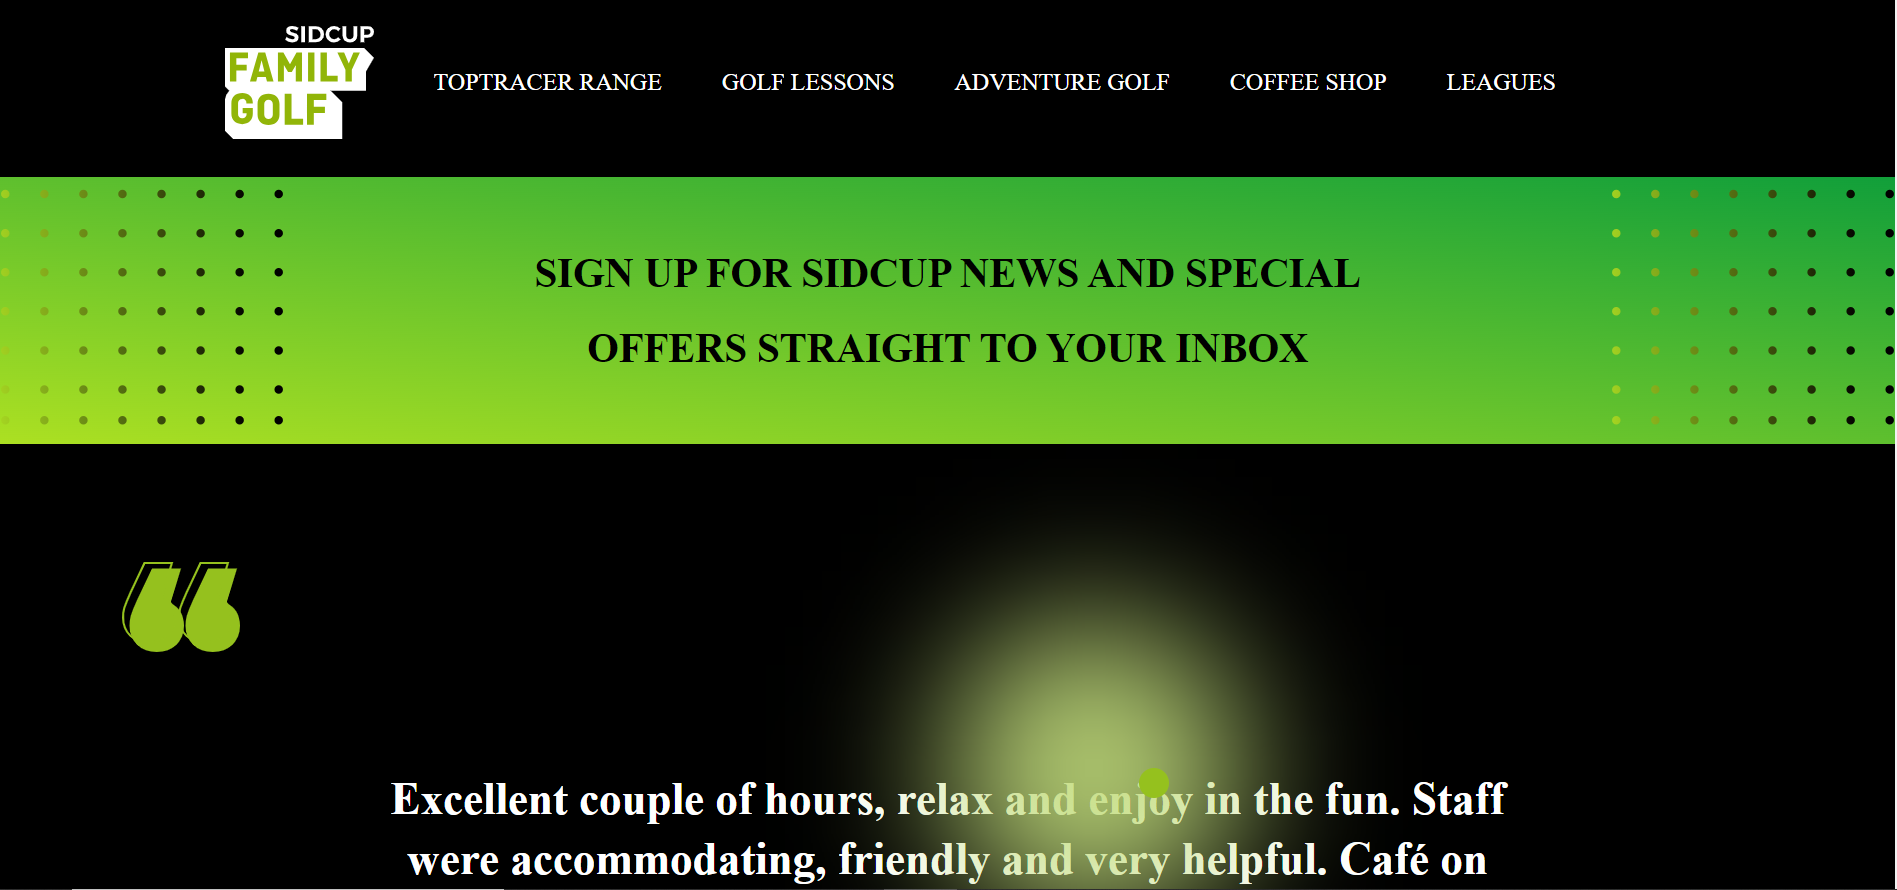 SIDCUP
FAMILY
GOLF
TOPTRACER RANGE GOLF LESSONS ADVENTURE GOLF COFFEE SHOP LEAGUES
SIGN UP FOR SIDCUP NEWS AND SPECIAL
OFFERS STRAIGHT TO YOUR INBOX
“
Excellent couple of hours, relax and enjoy in the fun. Staff
were accommodating, friendly and very helpful. Café on